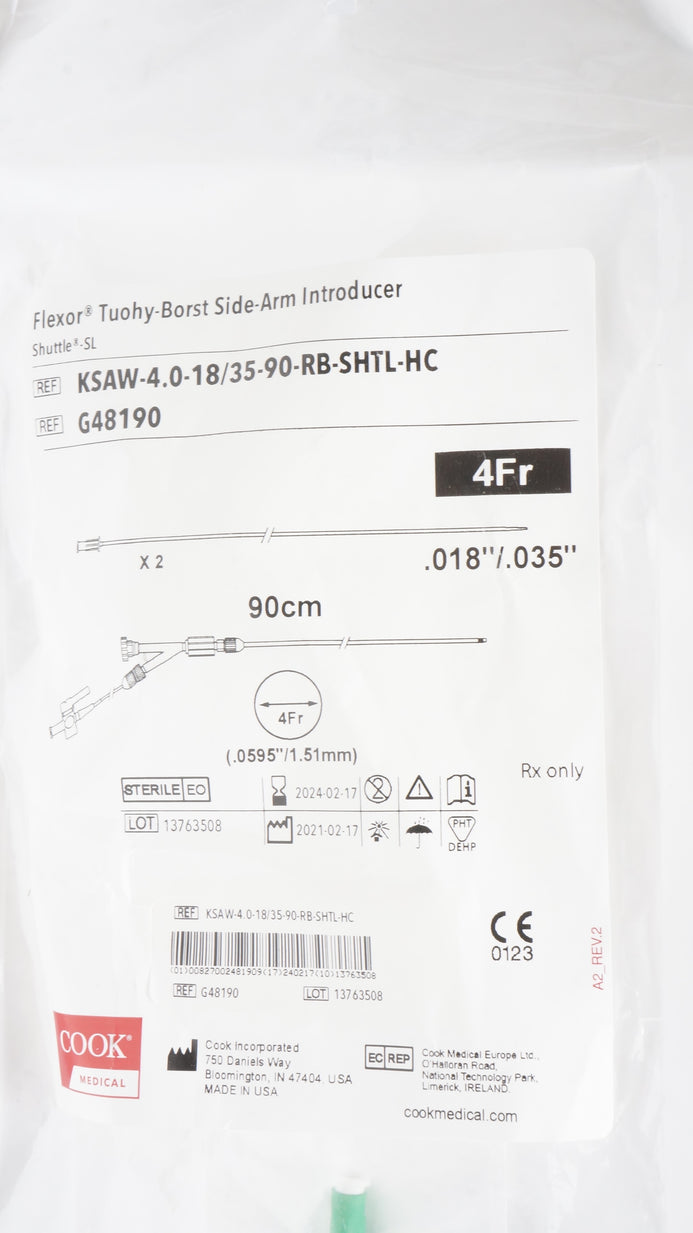 Flexor® Tuohy-Borst Side-Arm Introducer
Shuttle®-SL
REF KSAW-4.0-18/35-90-RB-SHTL-HC
REF G48190
4Fr
X 2
.018"/.035"
90cm
4Fr
(.0595"/1.51mm)
Rx only
STERILE EO 2024-02-17
LOT 13763508 2021-02-17 PHT
DEHP
REF KSAW-4.0-18/35-90-RB-SHTL-HC
(01)00827002481909(17)240217(10)13763508
REF G48190 LOT 13763508
CE
0123
A2_REV.2
COOK®
MEDICAL
Cook Incorporated
750 Daniels Way
Bloomington, IN 47404, USA
MADE IN USA
EC REP
Cook Medical Europe Ltd.,
O'Halloran Road,
National Technology Park,
Limerick, IRELAND.
cookmedical.com